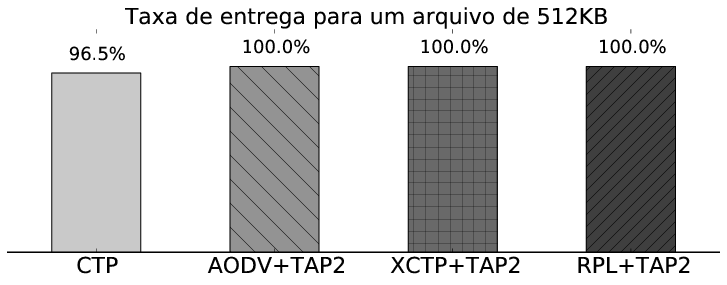 Taxa de entrega para um arquivo de 512KB
96.5% 100.0% 100.0% 100.0%
CTP AODV+TAP2 XCTP+TAP2 RPL+TAP2